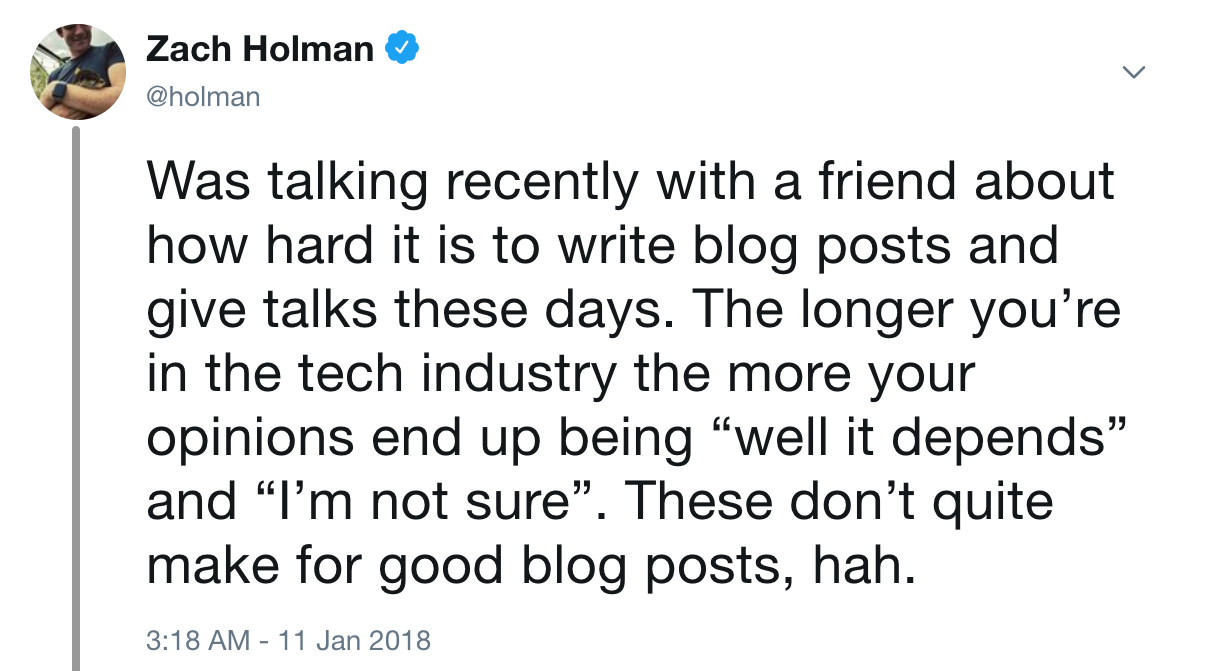 Zach Holman
@holman
Was talking recently with a friend about
how hard it is to write blog posts and
give talks these days. The longer you’re
in the tech industry the more your
opinions end up being “well it depends”
and “I’m not sure”. These don’t quite
make for good blog posts, hah.
3:18 AM - 11 Jan 2018